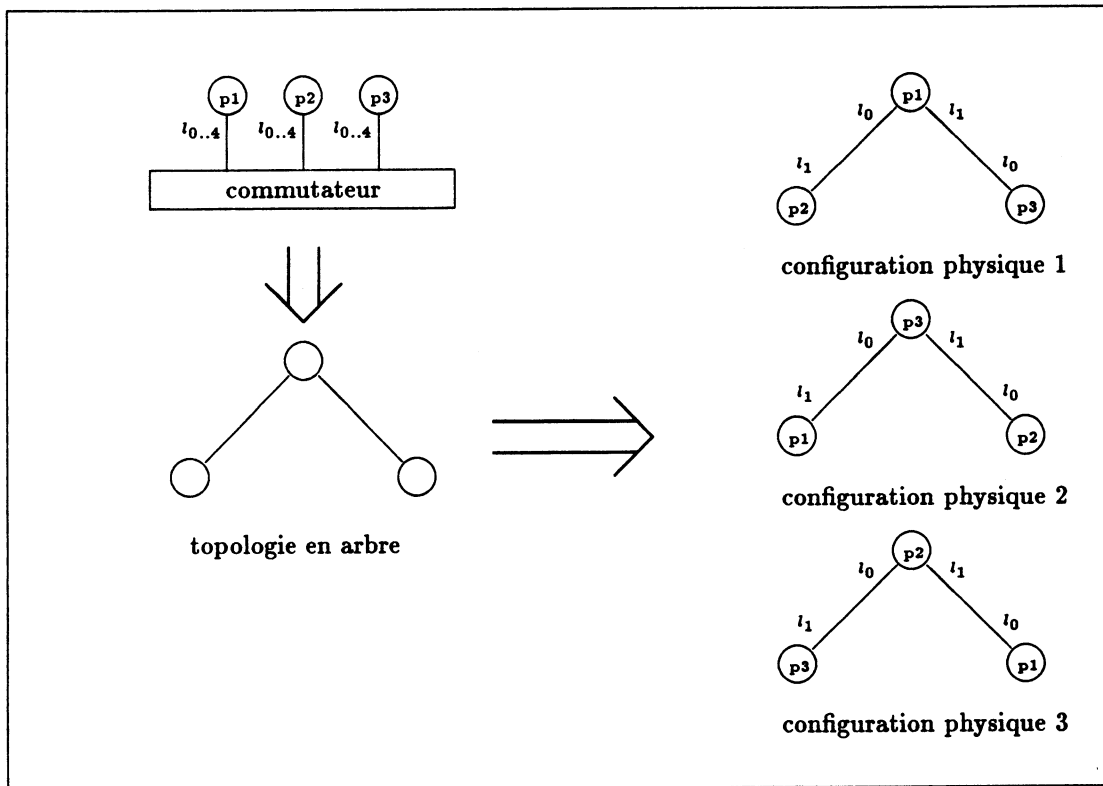 p1 p2 p3
l0..4 l0..4 l0..4
commutateur
topologie en arbre
p1
l0 l1
l1 l0
p2 p3
configuration physique 1
p3
l0 l1
l1 l0
p1 p2
configuration physique 2
p2
l0 l1
l1 l0
p3 p1
configuration physique 3